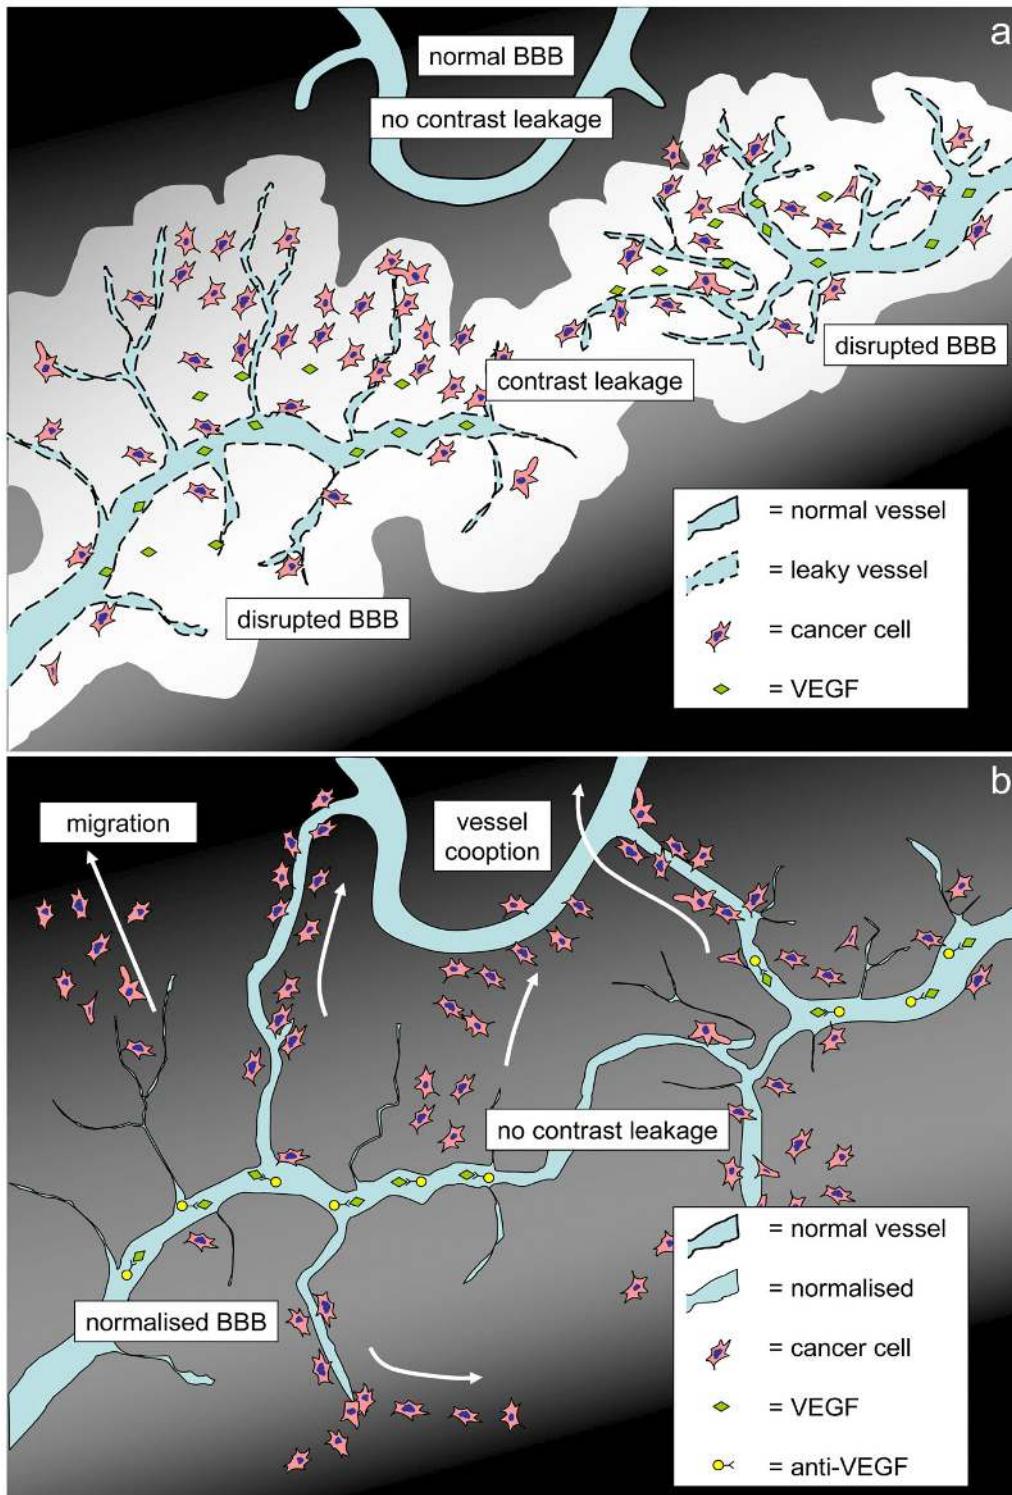 a
normal BBB
no contrast leakage
disrupted BBB
contrast leakage
disrupted BBB
= normal vessel
= leaky vessel
= cancer cell
= VEGF
b
migration
vessel
cooption
no contrast leakage
normalised BBB
= normal vessel
= normalised
= cancer cell
= VEGF
= anti-VEGF